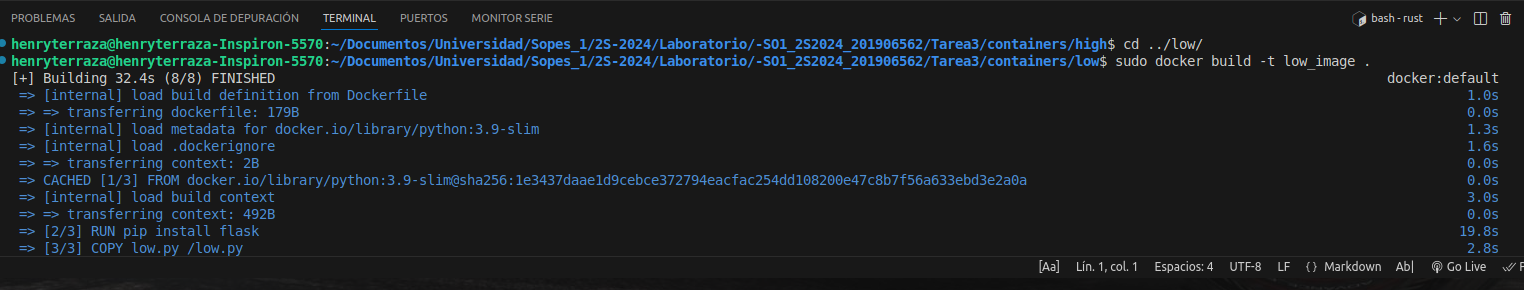 PROBLEMAS SALIDA CONSOLA DE DEPURACIÓN TERMINAL PUERTOS MONITOR SERIE bash - rust
henryterraza@henryterraza-Inspiron-5570:~/Documentos/Universidad/Sopes_1/2S-2024/Laboratorio/-SO1_2S2024_201906562/Tarea3/containers/high$ cd ../low/
henryterraza@henryterraza-Inspiron-5570:~/Documentos/Universidad/Sopes_1/2S-2024/Laboratorio/-SO1_2S2024_201906562/Tarea3/containers/low$ sudo docker build -t low_image .
[+] Building 32.4s (8/8) FINISHED docker:default
=> [internal] load build definition from Dockerfile 1.0s
=> => transferring dockerfile: 179B 0.0s
=> [internal] load metadata for docker.io/library/python:3.9-slim 1.3s
=> [internal] load .dockerignore 1.6s
=> => transferring context: 2B 0.0s
=> CACHED [1/3] FROM docker.io/library/python:3.9-slim@sha256:1e3437daae1d9cebce372794eacfac254dd108200e47c8b7f56a633ebd3e2a0a 0.0s
=> [internal] load build context 3.0s
=> => transferring context: 492B 0.0s
=> [2/3] RUN pip install flask 19.8s
=> [3/3] COPY low.py /low.py 2.8s
[Aa] Lín. 1, col. 1 Espacios: 4 UTF-8 LF {} Markdown Ab| Go Live